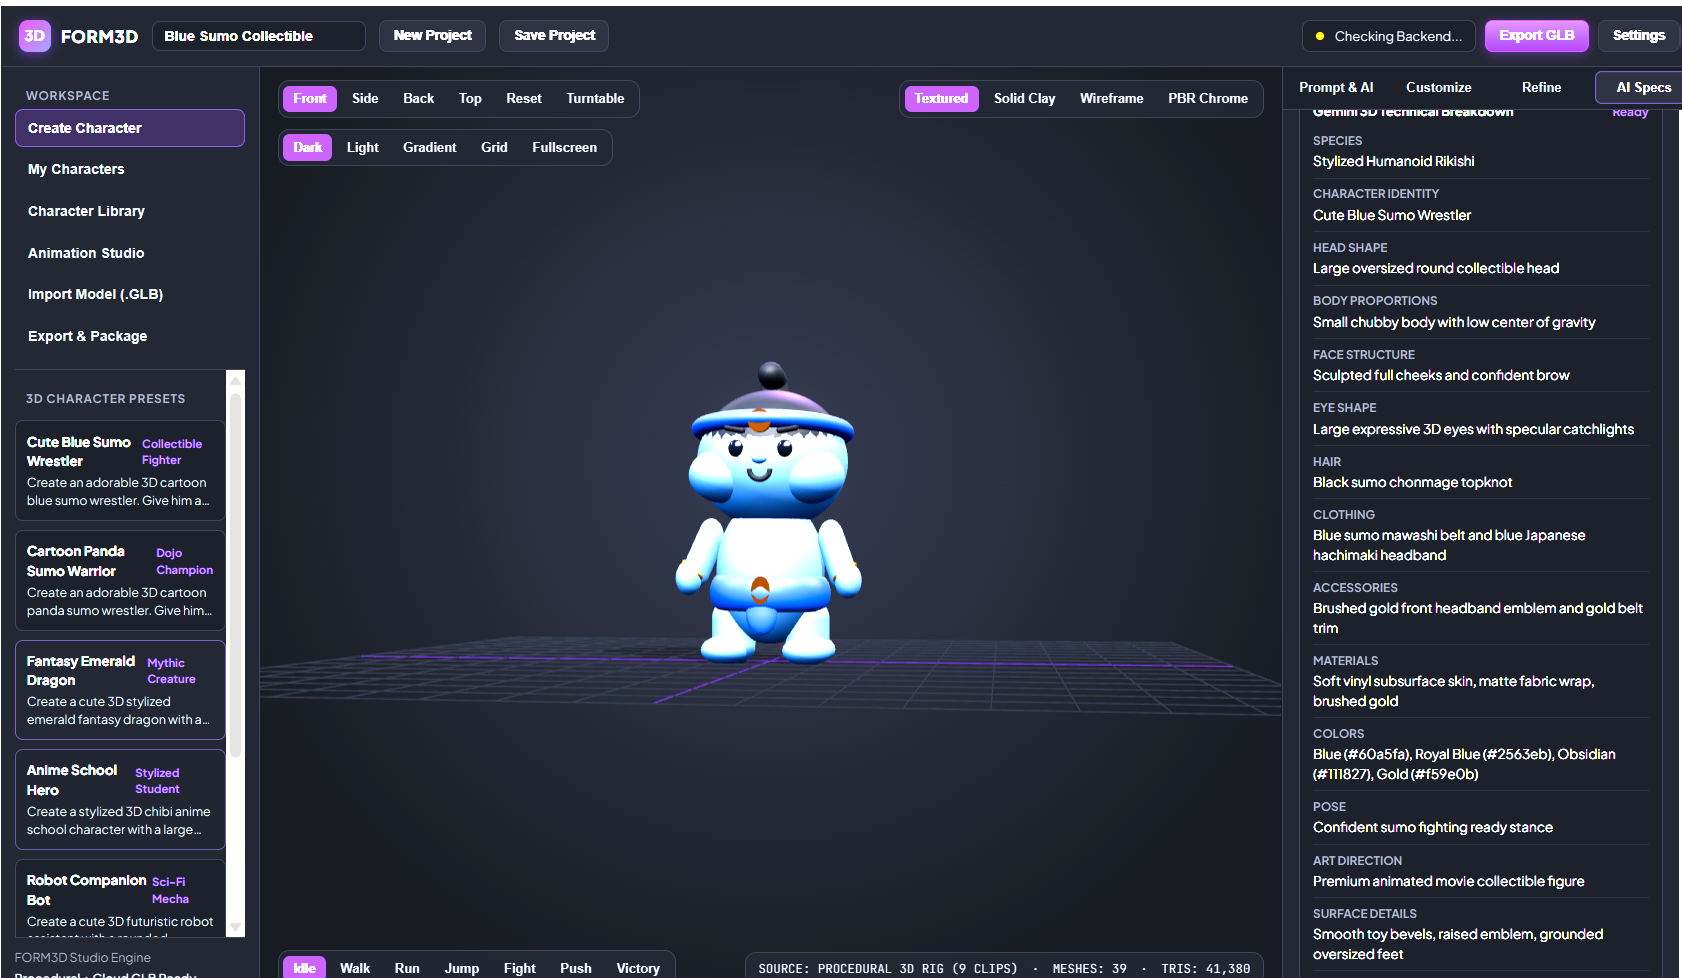 3D FORM3D Blue Sumo Collectible New Project Save Project Checking Backend... Export GLB Settings
WORKSPACE
Create Character
My Characters
Character Library
Animation Studio
Import Model (.GLB)
Export & Package
3D CHARACTER PRESETS
Cute Blue Sumo Wrestler
Collectible Fighter
Create an adorable 3D cartoon
blue sumo wrestler. Give him a...
Cartoon Panda Sumo Warrior
Dojo Champion
Create an adorable 3D cartoon
panda sumo wrestler. Give him...
Fantasy Emerald Dragon
Mythic Creature
Create a cute 3D stylized
emerald fantasy dragon with a...
Anime School Hero
Stylized Student
Create a stylized 3D chibi anime
school character with a large...
Robot Companion Bot
Sci-Fi Mecha
Create a cute 3D futuristic robot
assistant with a rounded
FORM3D Studio Engine
Procedural + Cloud GLB Ready
Front Side Back Top Reset Turntable
Textured Solid Clay Wireframe PBR Chrome
Dark Light Gradient Grid Fullscreen
Idle Walk Run Jump Fight Push Victory
SOURCE: PROCEDURAL 3D RIG (9 CLIPS) · MESHES: 39 · TRIS: 41,380
Prompt & AI Customize Refine AI Specs
Gemini 3D Technical Breakdown Ready
SPECIES
Stylized Humanoid Rikishi
CHARACTER IDENTITY
Cute Blue Sumo Wrestler
HEAD SHAPE
Large oversized round collectible head
BODY PROPORTIONS
Small chubby body with low center of gravity
FACE STRUCTURE
Sculpted full cheeks and confident brow
EYE SHAPE
Large expressive 3D eyes with specular catchlights
HAIR
Black sumo chonmage topknot
CLOTHING
Blue sumo mawashi belt and blue Japanese
hachimaki headband
ACCESSORIES
Brushed gold front headband emblem and gold belt
trim
MATERIALS
Soft vinyl subsurface skin, matte fabric wrap,
brushed gold
COLORS
Blue (#60a5fa), Royal Blue (#2563eb), Obsidian
(#111827), Gold (#f59e0b)
POSE
Confident sumo fighting ready stance
ART DIRECTION
Premium animated movie collectible figure
SURFACE DETAILS
Smooth toy bevels, raised emblem, grounded
oversized feet